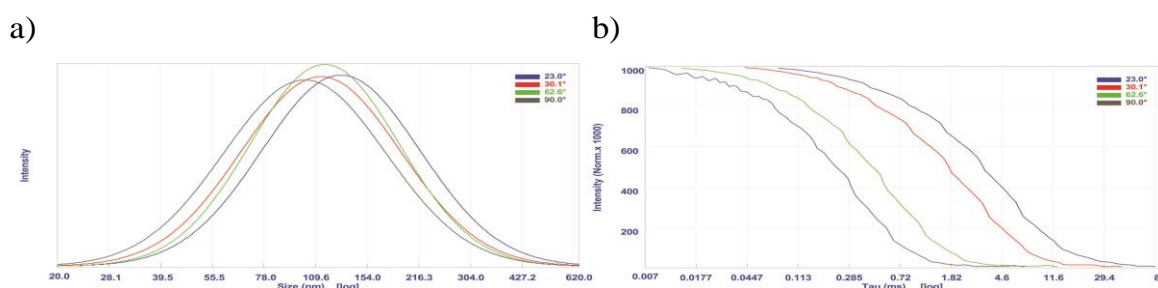 a)
23.0°
30.1°
62.6°
90.0°
Intensity
20.0 28.1 39.5 55.5 78.0 109.6 154.0 216.3 304.0 427.2 620.0
Size (nm) [log]
b)
23.0°
30.1°
62.6°
90.0°
Intensity (Norm.x 1000)
1000
800
600
400
200
0.007 0.0177 0.0447 0.113 0.285 0.72 1.82 4.6 11.6 29.4
Tau (ms) [log]